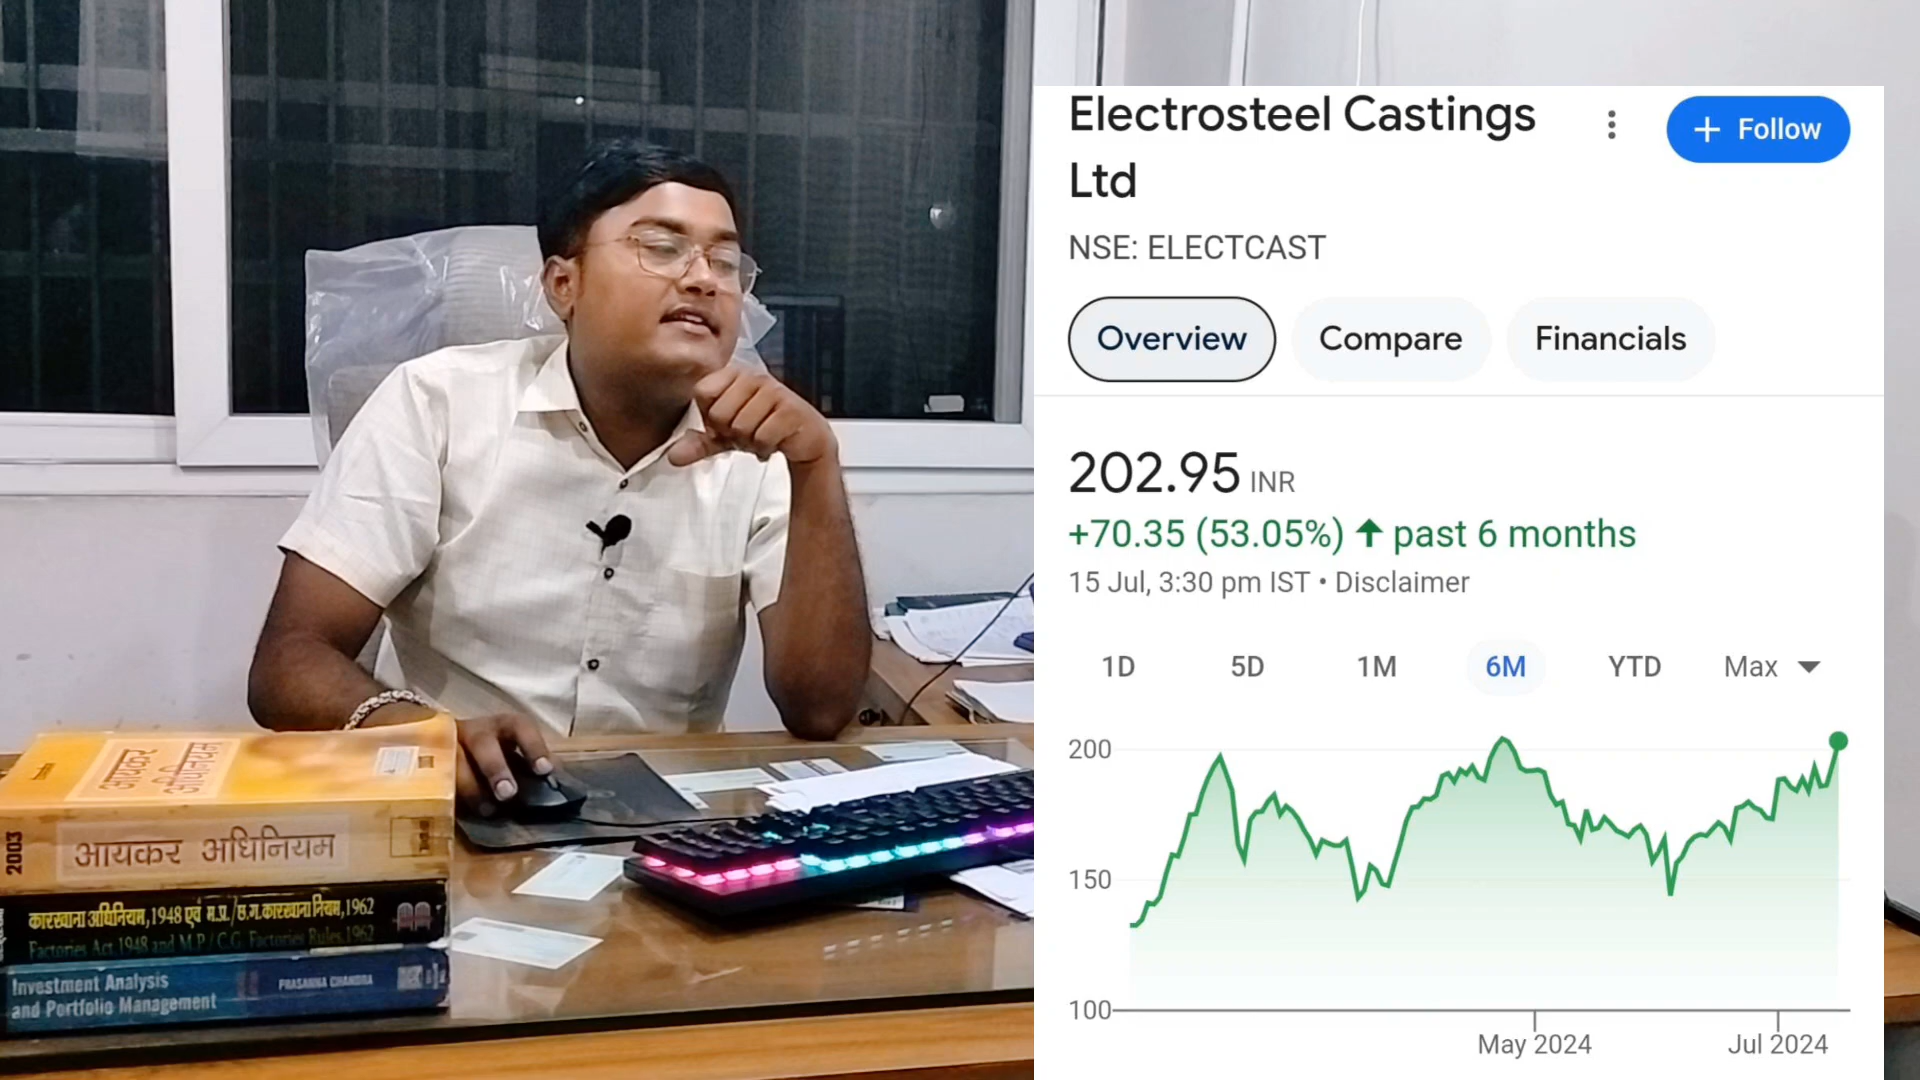 Electrosteel Castings
Ltd
+ Follow
NSE: ELECTCAST
Overview
Compare
Financials
202.95 INR
+70.35 (53.05%) ↑ past 6 months
15 Jul, 3:30 pm IST • Disclaimer
1D 5D 1M 6M YTD Max
200
150
100
May 2024 Jul 2024
आयकर
अधिनियम
2003
आयकर अधिनियम
कारखाना अधिनियम, 1948 एवं म.प्र./छ.ग. कारखाना नियम, 1962
Factories Act 1948 and M.P / C.G. Factories Rules, 1962
Investment Analysis
and Portfolio Management
PRASANNA CHANDRA